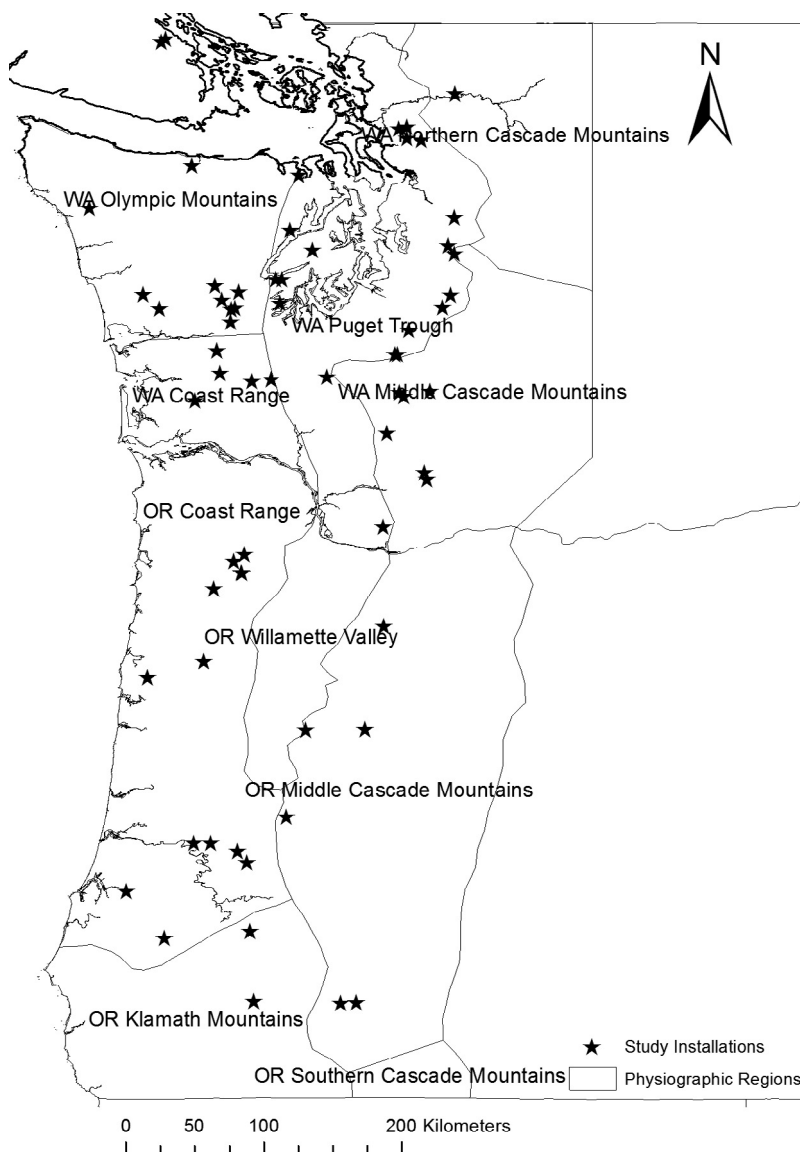 N
WA Northern Cascade Mountains
WA Olympic Mountains
WA Puget Trough
WA Coast Range
WA Middle Cascade Mountains
OR Coast Range
OR Willamette Valley
OR Middle Cascade Mountains
OR Klamath Mountains
OR Southern Cascade Mountains
Study Installations
Physiographic Regions
0 50 100 200 Kilometers